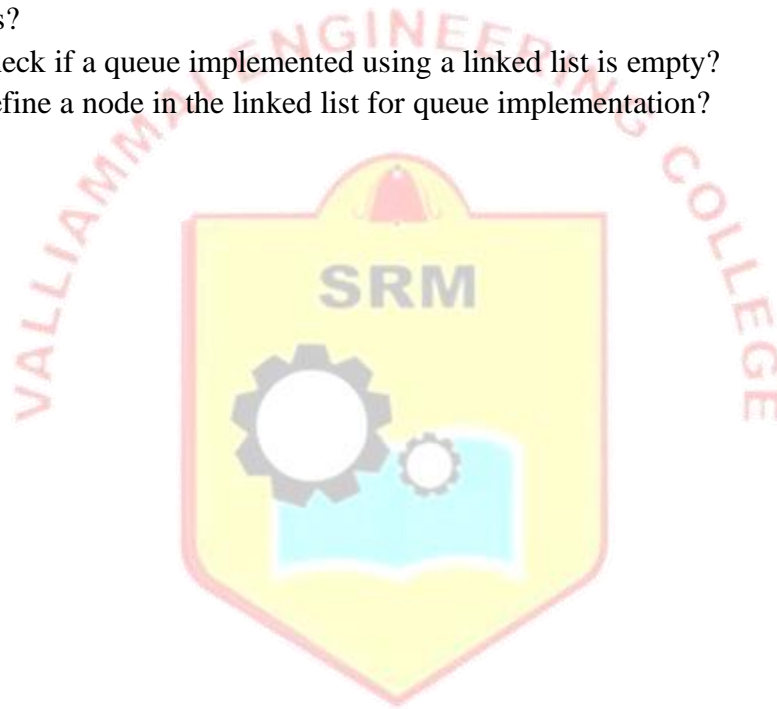 s?
eck if a queue implemented using a linked list is empty?
efine a node in the linked list for queue implementation?
VALLIAMMAI ENGINEERING COLLEGE
SRM